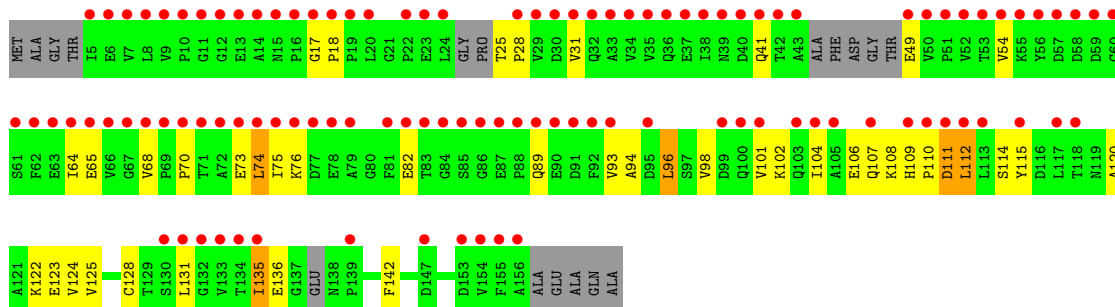 MET ALA GLY THR I5 E6 V7 L8 V9 P10 G11 G12 E13 A14 N15 P16 G17 P18 P19 L20 G21 P22 E23 L24 GLY PRO T25 P28 V29 D30 V31 Q32 A33 V34 V35 Q36 E37 I38 N39 D40 Q41 T42 A43 ALA PHE ASP GLY THR E49 V50 P51 V52 T53 V54 K55 Y56 D57 D58 D59 G60
S61 F62 E63 I64 E65 V66 G67 V68 P69 P70 T71 A72 E73 L74 I75 K76 D77 E78 A79 G80 F81 E82 T83 G84 S85 G86 E87 P88 Q89 E90 D91 F92 V93 A94 D95 L96 S97 V98 D99 Q100 V101 K102 Q103 I104 A105 E106 Q107 K108 H109 P110 D111 L112 L113 S114 Y115 D116 L117 T118 N119 A120
A121 K122 E123 V124 V125 C128 T129 S130 L131 G132 V133 T134 I135 E136 G137 GLU N138 P139 F142 D147 D153 V154 F155 A156 ALA GLU ALA GLN ALA